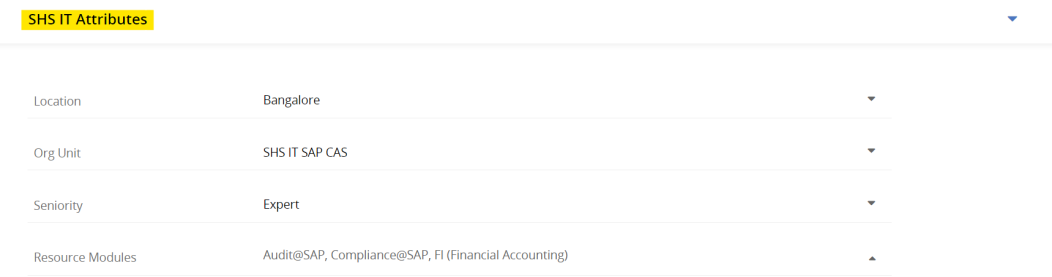 SHS IT Attributes
Location Bangalore
Org Unit SHS IT SAP CAS
Seniority Expert
Resource Modules Audit@SAP, Compliance@SAP, FI (Financial Accounting)